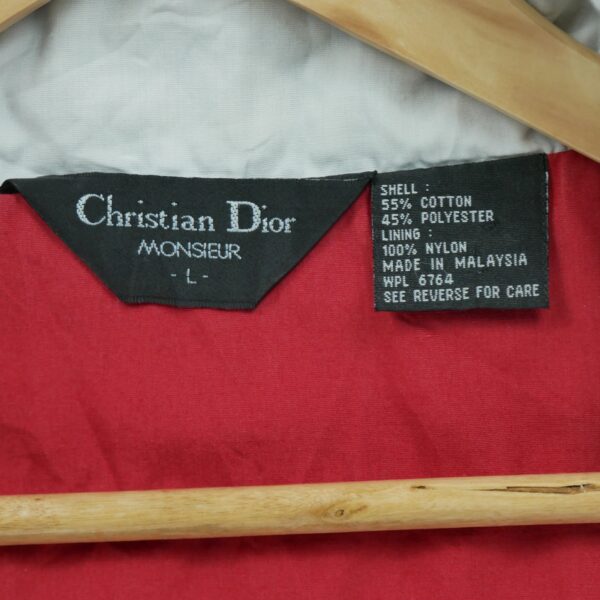 Christian Dior
MONSIEUR
- L -
SHELL :
55% COTTON
45% POLYESTER
LINING :
100% NYLON
MADE IN MALAYSIA
WPL 6764
SEE REVERSE FOR CARE